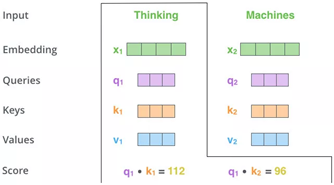 Input Thinking Machines
Embedding x₁ x₂
Queries q₁ q₂
Keys k₁ k₂
Values v₁ v₂
Score q₁ • k₁ = 112 q₁ • k₂ = 96